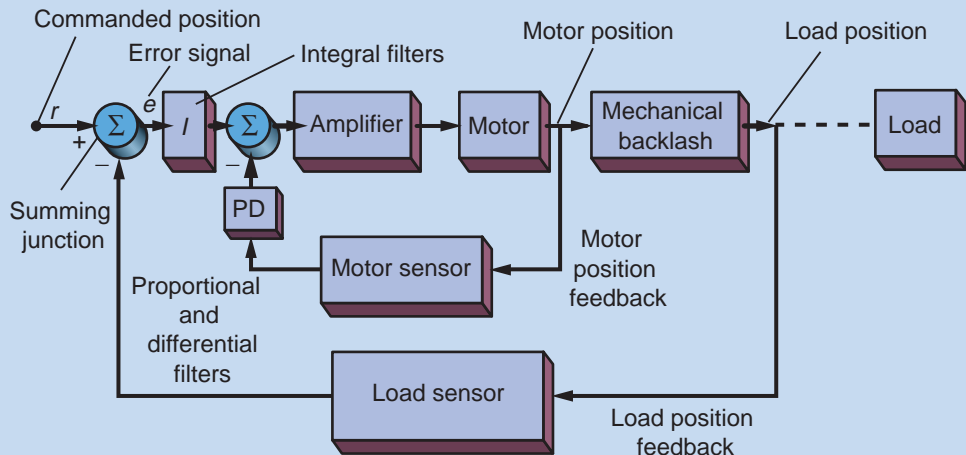 Commanded position
Error signal
Integral filters
Motor position
Load position
r
e
+
−
Σ
I
Σ
−
Amplifier
Motor
Mechanical
backlash
Load
Summing
junction
PD
Motor sensor
Motor
position
feedback
Proportional
and
differential
filters
Load sensor
Load position
feedback